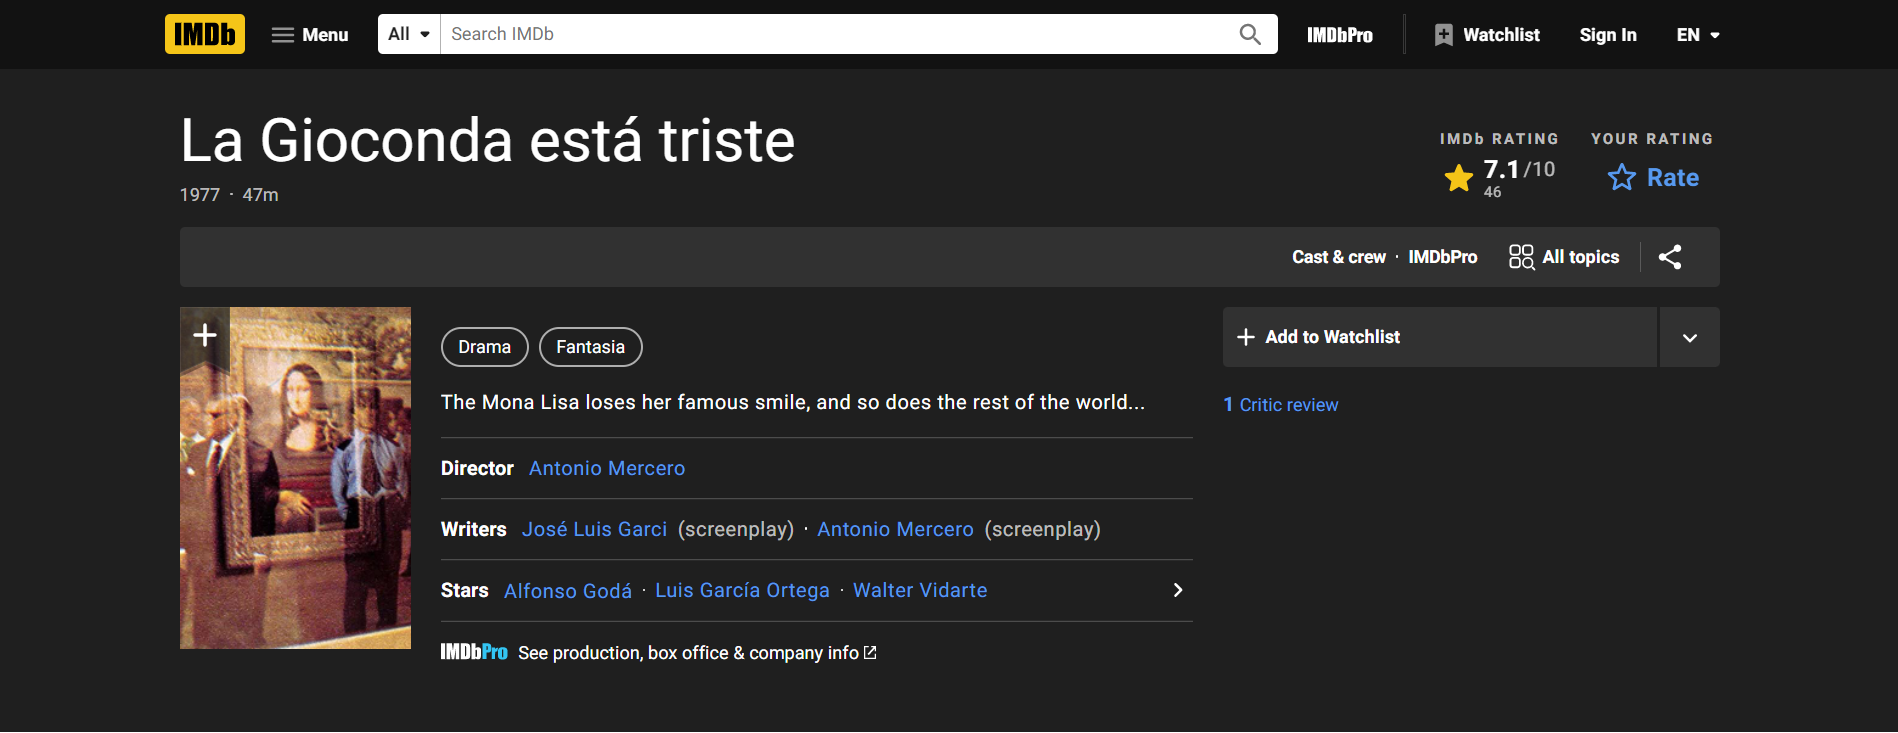 IMDb Menu All Search IMDb IMDbPro Watchlist Sign In EN
La Gioconda está triste
1977 · 47m
IMDb RATING YOUR RATING
7.1/10 Rate
46
Cast & crew · IMDbPro All topics
Drama Fantasia
Add to Watchlist
The Mona Lisa loses her famous smile, and so does the rest of the world...
1 Critic review
Director Antonio Mercero
Writers José Luis Garci (screenplay) · Antonio Mercero (screenplay)
Stars Alfonso Godá · Luis García Ortega · Walter Vidarte
IMDbPro See production, box office & company info